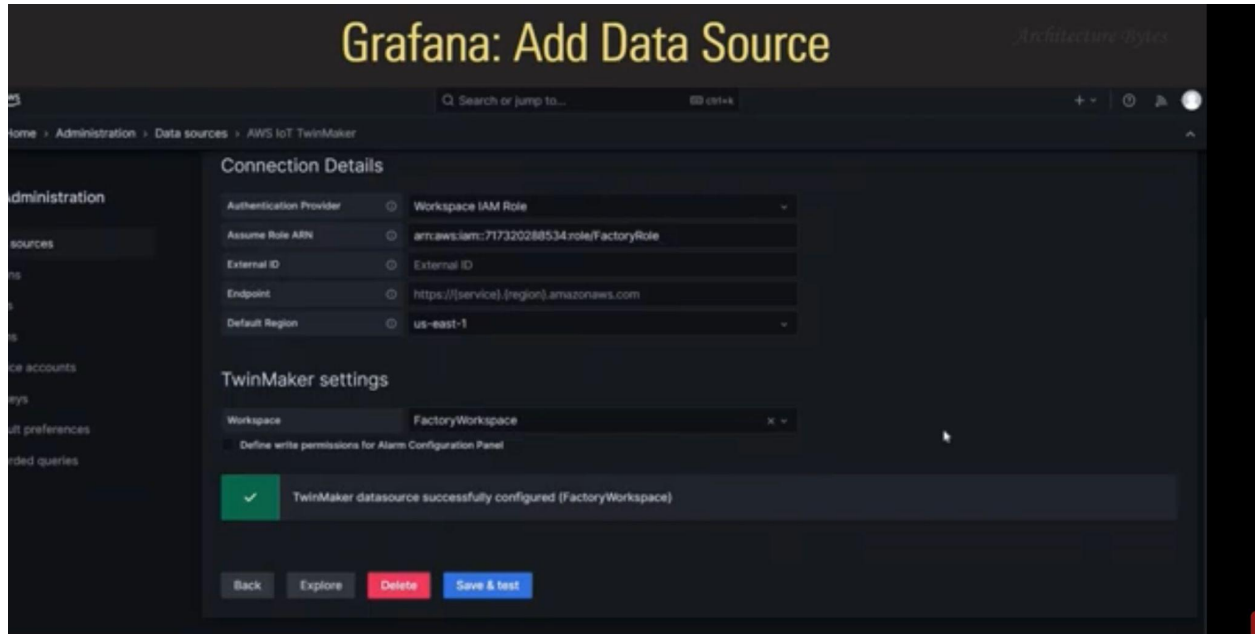 Grafana: Add Data Source
Architecture Bytes
Search or jump to... ctrl+k
Home > Administration > Data sources > AWS IoT TwinMaker
Administration
sources
ce accounts
eys
ult preferences
rded queries
Connection Details
Authentication Provider Workspace IAM Role
Assume Role ARN arn:aws:iam::717320288534:role/FactoryRole
External ID External ID
Endpoint https://{service}.{region}.amazonaws.com
Default Region us-east-1
TwinMaker settings
Workspace FactoryWorkspace
Define write permissions for Alarm Configuration Panel
TwinMaker datasource successfully configured (FactoryWorkspace)
Back Explore Delete Save & test